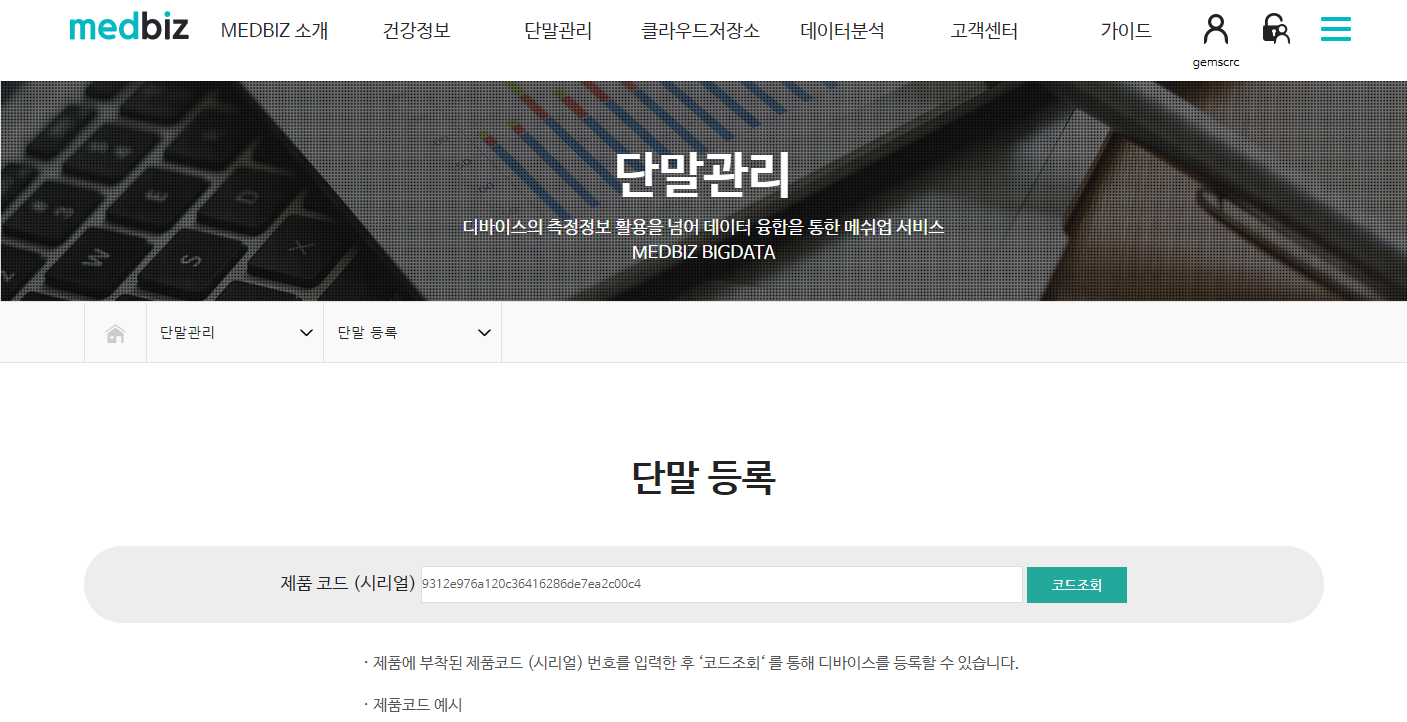 medbiz MEDBIZ 소개 건강정보 단말관리 클라우드저장소 데이터분석 고객센터 가이드
gemscrc
단말관리
디바이스의 측정정보 활용을 넘어 데이터 융합을 통한 메쉬업 서비스
MEDBIZ BIGDATA
단말관리 단말 등록
단말 등록
제품 코드 (시리얼) 9312e976a120c36416286de7ea2c00c4 코드조회
· 제품에 부착된 제품코드 (시리얼) 번호를 입력한 후 ‘코드조회‘ 를 통해 디바이스를 등록할 수 있습니다.
· 제품코드 예시